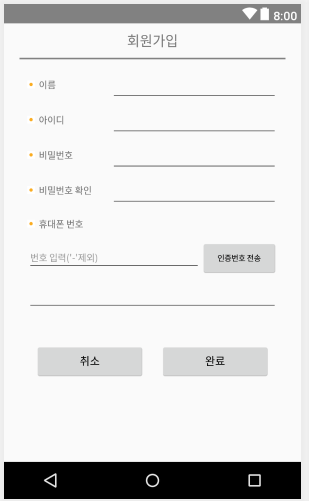 8:00
회원가입
이름
아이디
비밀번호
비밀번호 확인
휴대폰 번호
번호 입력('-'제외)
인증번호 전송
취소
완료